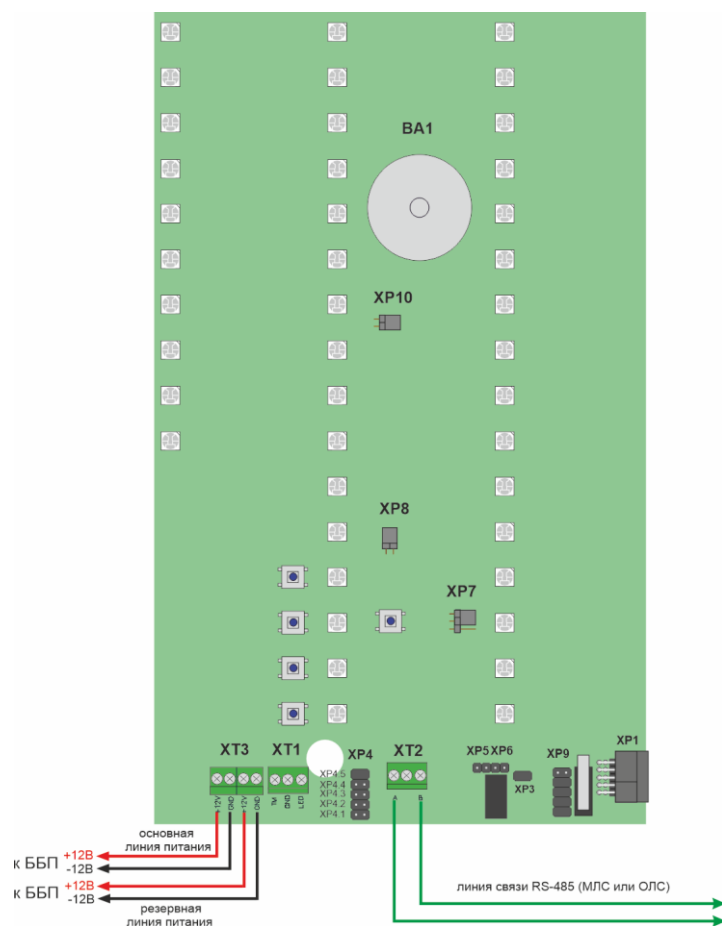 BA1
XP10
XP8
XP7
XT3
XT1
XP4
XT2
XP5 XP6
XP3
XP9
XP1
XP4.5
XP4.4
XP4.3
XP4.2
XP4.1
+12V
GND
+12V
GND
TM
GND
LED
A
B
основная
линия питания
к ББП +12В
-12В
к ББП +12В
-12В
резервная
линия питания
линия связи RS-485 (МЛС или ОЛС)